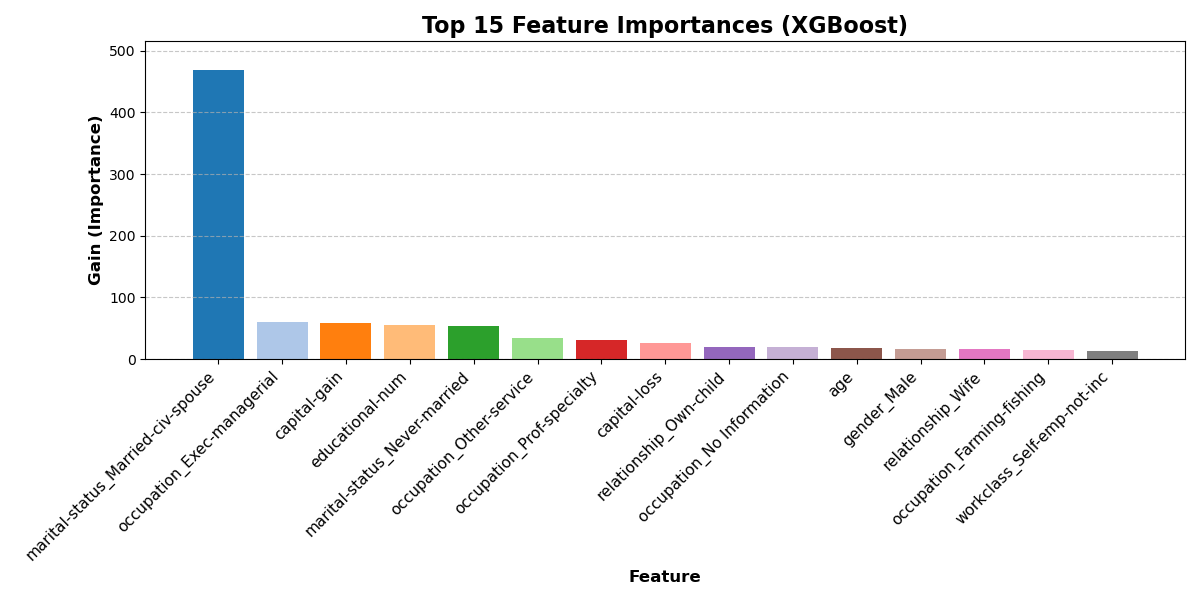 Top 15 Feature Importances (XGBoost)
Gain (Importance)
500
400
300
200
100
0
marital-status_Married-civ-spouse
occupation_Exec-managerial
capital-gain
educational-num
marital-status_Never-married
occupation_Other-service
occupation_Prof-specialty
capital-loss
relationship_Own-child
occupation_No Information
age
gender_Male
relationship_Wife
occupation_Farming-fishing
workclass_Self-emp-not-inc
Feature